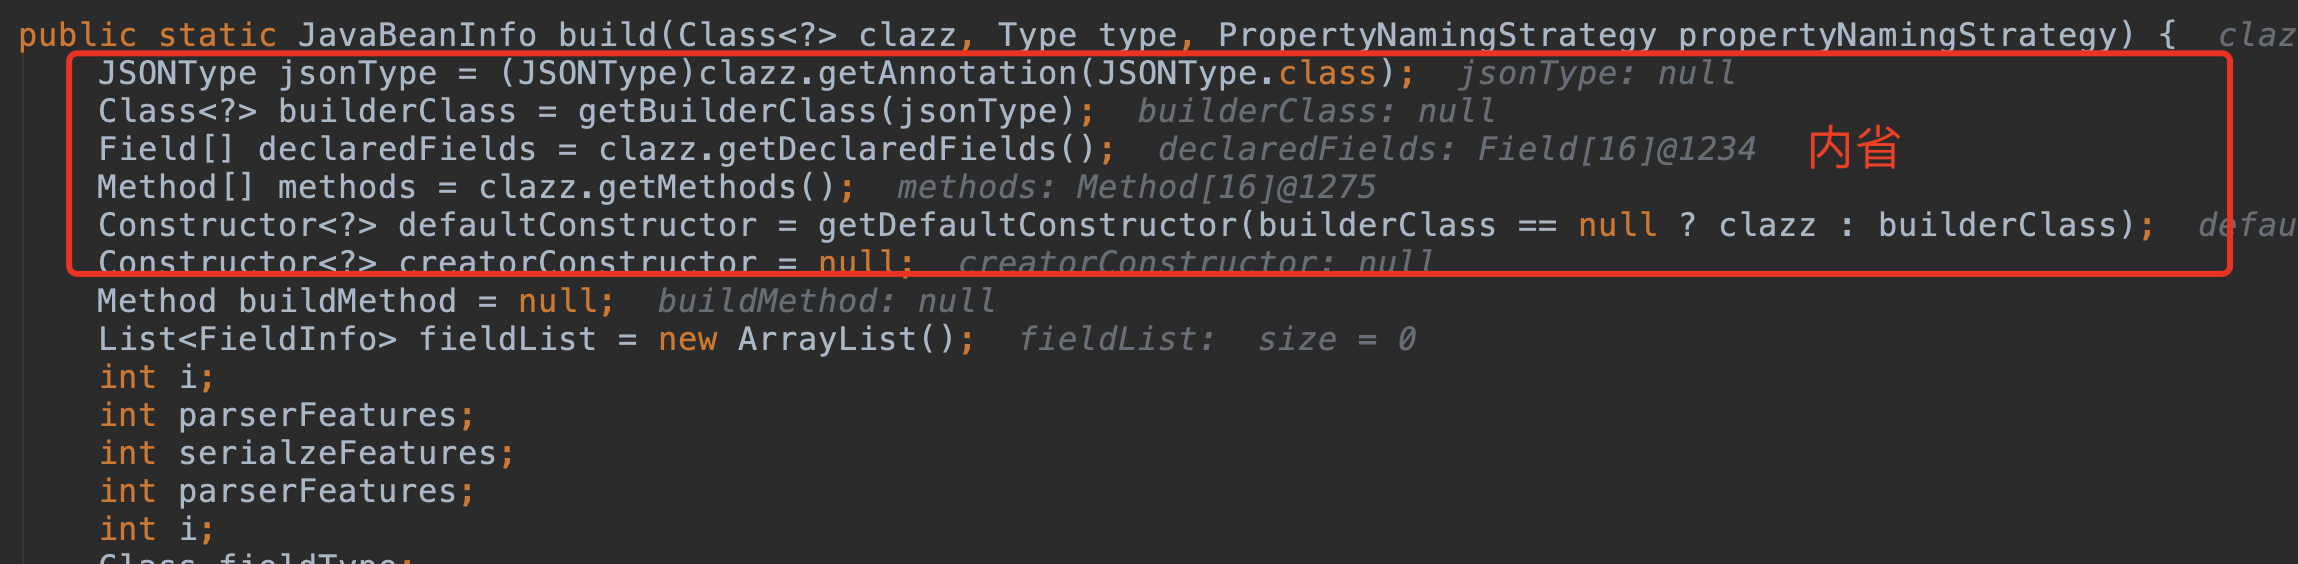 public static JavaBeanInfo build(Class<?> clazz, Type type, PropertyNamingStrategy propertyNamingStrategy) { claz
JSONType jsonType = (JSONType)clazz.getAnnotation(JSONType.class); jsonType: null
Class<?> builderClass = getBuilderClass(jsonType); builderClass: null
Field[] declaredFields = clazz.getDeclaredFields(); declaredFields: Field[16]@1234 内省
Method[] methods = clazz.getMethods(); methods: Method[16]@1275
Constructor<?> defaultConstructor = getDefaultConstructor(builderClass == null ? clazz : builderClass); defau
Constructor<?> creatorConstructor = null; creatorConstructor: null
Method buildMethod = null; buildMethod: null
List<FieldInfo> fieldList = new ArrayList(); fieldList: size = 0
int i;
int parserFeatures;
int serialzeFeatures;
int parserFeatures;
int i;
Class fieldType;